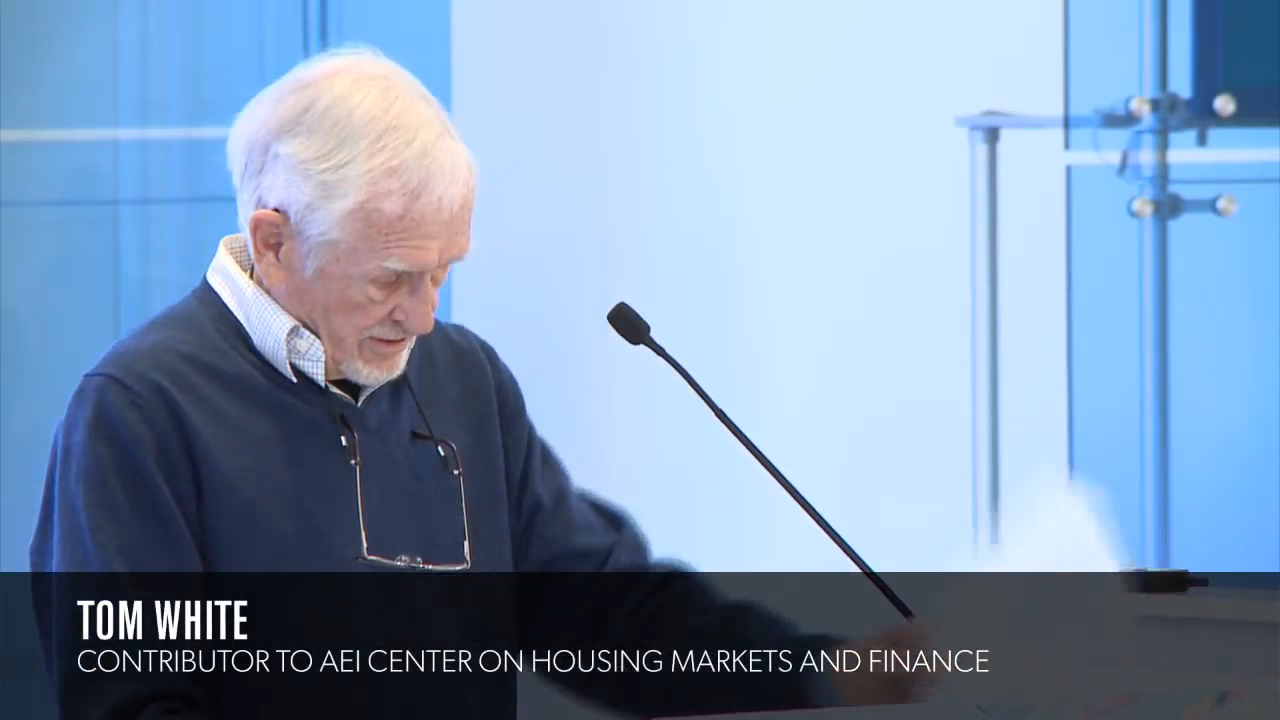 TOM WHITE
CONTRIBUTOR TO AEI CENTER ON HOUSING MARKETS AND FINANCE